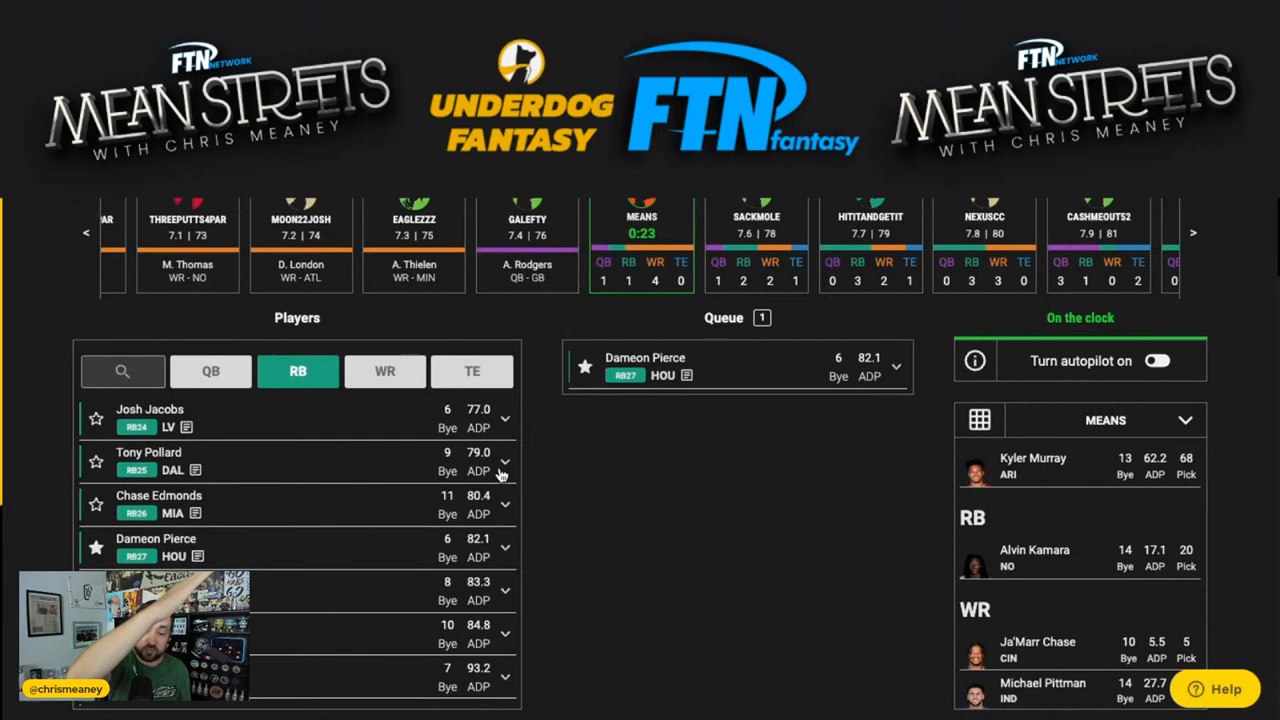 FTN NETWORK
MEAN STREETS
WITH CHRIS MEANEY
UNDERDOG
FANTASY
FTN
fantasy
FTN NETWORK
MEAN STREETS
WITH CHRIS MEANEY
<
PAR
THREEPUTTS4PAR
7.1 | 73
M. Thomas
WR - NO
MOON22JOSH
7.2 | 74
D. London
WR - ATL
EAGLEZZZ
7.3 | 75
A. Thielen
WR - MIN
GALEFTY
7.4 | 76
A. Rodgers
QB - GB
MEANS
0:23
QB RB WR TE
1 1 4 0
SACKMOLE
7.6 | 78
QB RB WR TE
1 2 2 1
HITITANDGETIT
7.7 | 79
QB RB WR TE
0 3 2 1
NEXUSCC
7.8 | 80
QB RB WR TE
0 3 3 0
CASHMEOUT52
7.9 | 81
QB RB WR TE
3 1 0 2
>
Players
QB RB WR TE
Josh Jacobs 6 77.0
RB24 LV Bye ADP
Tony Pollard 9 79.0
RB25 DAL Bye ADP
Chase Edmonds 11 80.4
RB26 MIA Bye ADP
Dameon Pierce 6 82.1
RB27 HOU Bye ADP
8 83.3
Bye ADP
10 84.8
Bye ADP
7 93.2
Bye ADP
@chrismeaney
Queue 1
Dameon Pierce 6 82.1
RB27 HOU Bye ADP
On the clock
Turn autopilot on
MEANS
Kyler Murray 13 62.2 68
ARI Bye ADP Pick
RB
Alvin Kamara 14 17.1 20
NO Bye ADP Pick
WR
Ja'Marr Chase 10 5.5 5
CIN Bye ADP Pick
Michael Pittman 14 27.7
IND Bye ADP
Help